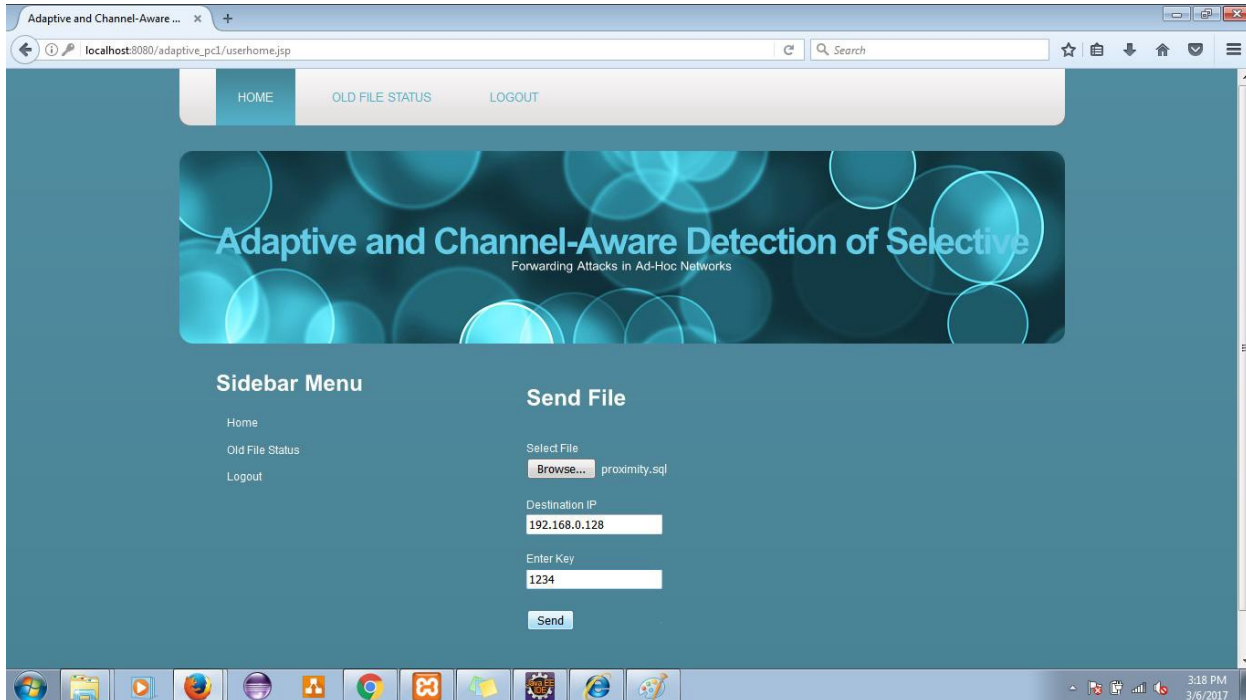 Adaptive and Channel-Aware ...
localhost:8080/adaptive_pc1/userhome.jsp
Search
HOME
OLD FILE STATUS
LOGOUT
Adaptive and Channel-Aware Detection of Selective
Forwarding Attacks in Ad-Hoc Networks
Sidebar Menu
Home
Old File Status
Logout
Send File
Select File
Browse... proximity.sql
Destination IP
192.168.0.128
Enter Key
1234
Send
Java EE
IDE
3:18 PM
3/6/2017